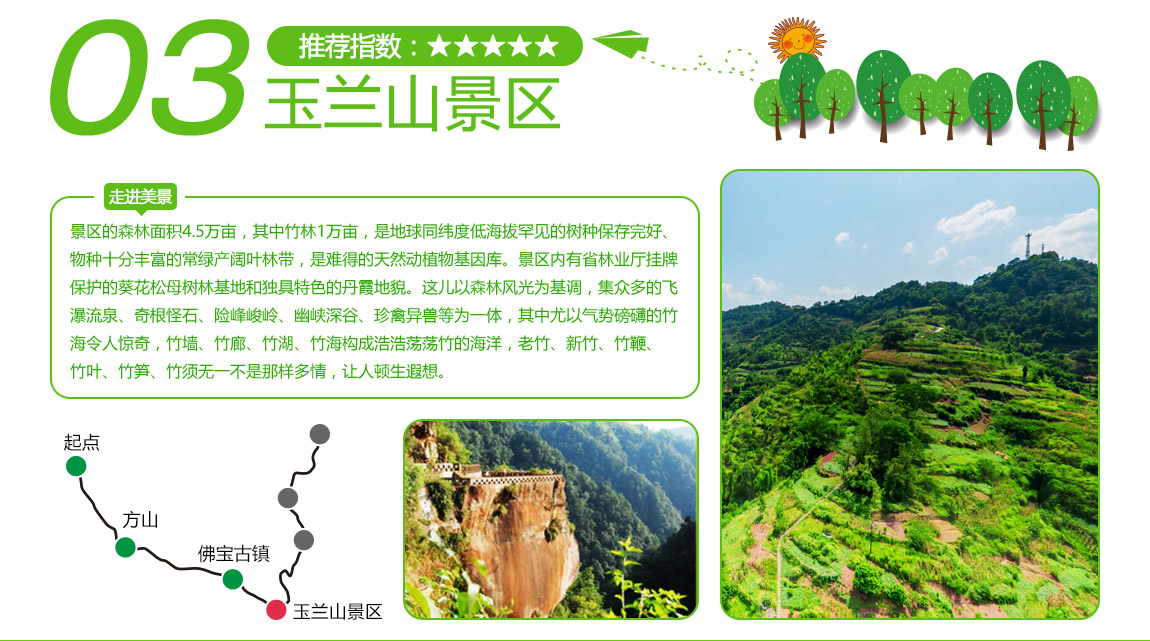 03
推荐指数：★★★★★
玉兰山景区
走进美景
景区的森林面积4.5万亩，其中竹林1万亩，是地球同纬度低海拔罕见的树种保存完好、
物种十分丰富的常绿产阔叶林带，是难得的天然动植物基因库。景区内有省林业厅挂牌
保护的葵花松母树林基地和独具特色的丹霞地貌。这儿以森林风光为基调，集众多的飞
瀑流泉、奇根怪石、险峰峻岭、幽峡深谷、珍禽异兽等为一体，其中尤以气势磅礴的竹
海令人惊奇，竹墙、竹廊、竹湖、竹海构成浩浩荡荡竹的海洋，老竹、新竹、竹鞭、
竹叶、竹笋、竹须无一不是那样多情，让人顿生遐想。
起点
方山
佛宝古镇
玉兰山景区